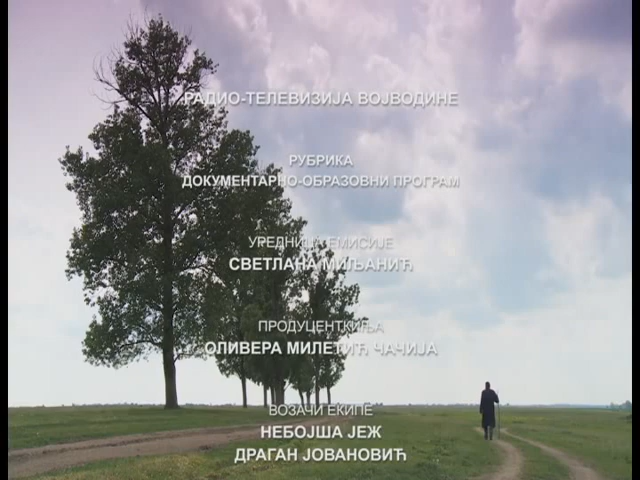 РАДИО-ТЕЛЕВИЗИЈА ВОЈВОДИНЕ
РУБРИКА
ДОКУМЕНТАРНО-ОБРАЗОВНИ ПРОГРАМ
УРЕДНИЦА ЕМИСИЈЕ
СВЕТЛАНА МИЉАНИЋ
ПРОДУЦЕНТКИЊА
ОЛИВЕРА МИЛЕТИЋ ЧАЧИЈА
ВОЗАЧИ ЕКИПЕ
НЕБОЈША ЈЕЖ
ДРАГАН ЈОВАНОВИЋ